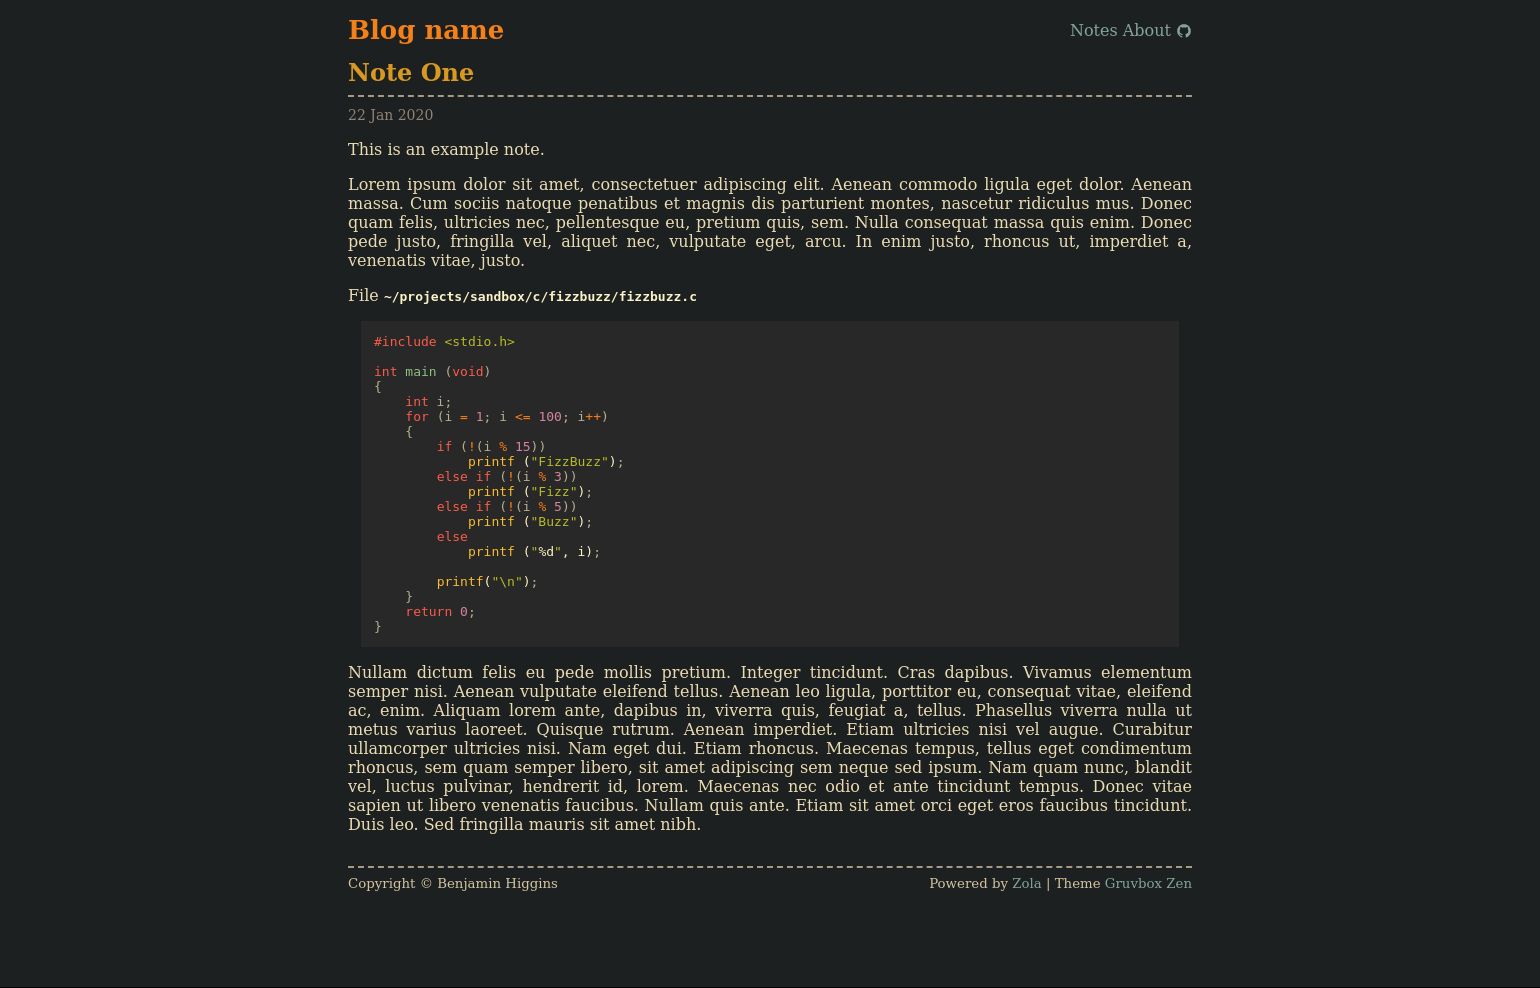 Blog name
Notes About
Note One
22 Jan 2020
This is an example note.
Lorem ipsum dolor sit amet, consectetuer adipiscing elit. Aenean commodo ligula eget dolor. Aenean
massa. Cum sociis natoque penatibus et magnis dis parturient montes, nascetur ridiculus mus. Donec
quam felis, ultricies nec, pellentesque eu, pretium quis, sem. Nulla consequat massa quis enim. Donec
pede justo, fringilla vel, aliquet nec, vulputate eget, arcu. In enim justo, rhoncus ut, imperdiet a,
venenatis vitae, justo.
File ~/projects/sandbox/c/fizzbuzz/fizzbuzz.c
#include <stdio.h>
int main (void)
{
    int i;
    for (i = 1; i <= 100; i++)
    {
        if (!(i % 15))
            printf ("FizzBuzz");
        else if (!(i % 3))
            printf ("Fizz");
        else if (!(i % 5))
            printf ("Buzz");
        else
            printf ("%d", i);
        printf("\n");
    }
    return 0;
}
Nullam dictum felis eu pede mollis pretium. Integer tincidunt. Cras dapibus. Vivamus elementum
semper nisi. Aenean vulputate eleifend tellus. Aenean leo ligula, porttitor eu, consequat vitae, eleifend
ac, enim. Aliquam lorem ante, dapibus in, viverra quis, feugiat a, tellus. Phasellus viverra nulla ut
metus varius laoreet. Quisque rutrum. Aenean imperdiet. Etiam ultricies nisi vel augue. Curabitur
ullamcorper ultricies nisi. Nam eget dui. Etiam rhoncus. Maecenas tempus, tellus eget condimentum
rhoncus, sem quam semper libero, sit amet adipiscing sem neque sed ipsum. Nam quam nunc, blandit
vel, luctus pulvinar, hendrerit id, lorem. Maecenas nec odio et ante tincidunt tempus. Donec vitae
sapien ut libero venenatis faucibus. Nullam quis ante. Etiam sit amet orci eget eros faucibus tincidunt.
Duis leo. Sed fringilla mauris sit amet nibh.
Copyright © Benjamin Higgins
Powered by Zola | Theme Gruvbox Zen